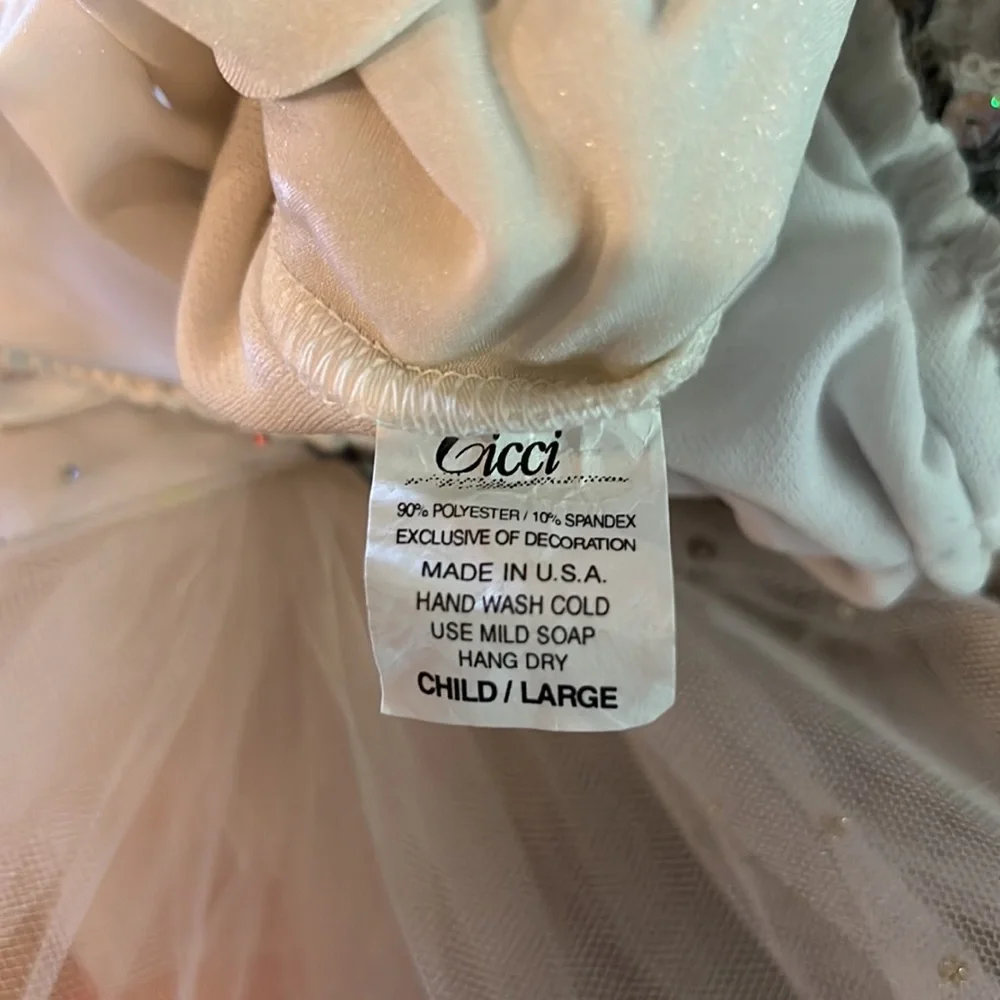 Cicci
90% POLYESTER / 10% SPANDEX
EXCLUSIVE OF DECORATION
MADE IN U.S.A.
HAND WASH COLD
USE MILD SOAP
HANG DRY
CHILD / LARGE